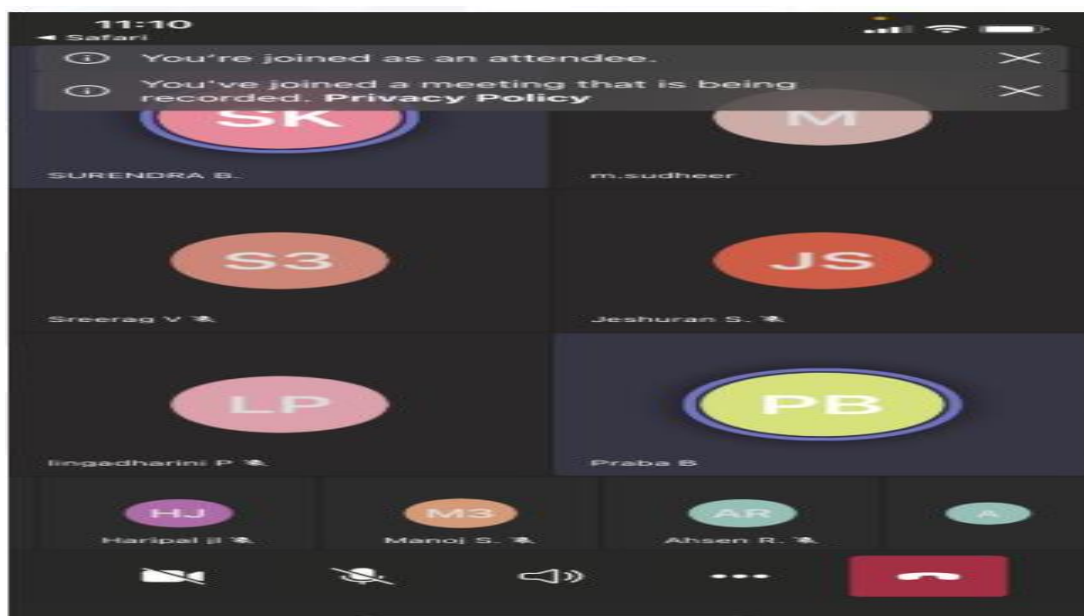 11:10
Safari
You're joined as an attendee.
You've joined a meeting that is being
recorded. Privacy Policy
SK
M
SURENDRA B.
m.sudheer
S3
JS
Sreerag V
Jeshuran S.
LP
PB
lingadharini P
Praba B
HJ
M3
AR
A
Haripal jl
Manoj S.
Ahsen R.